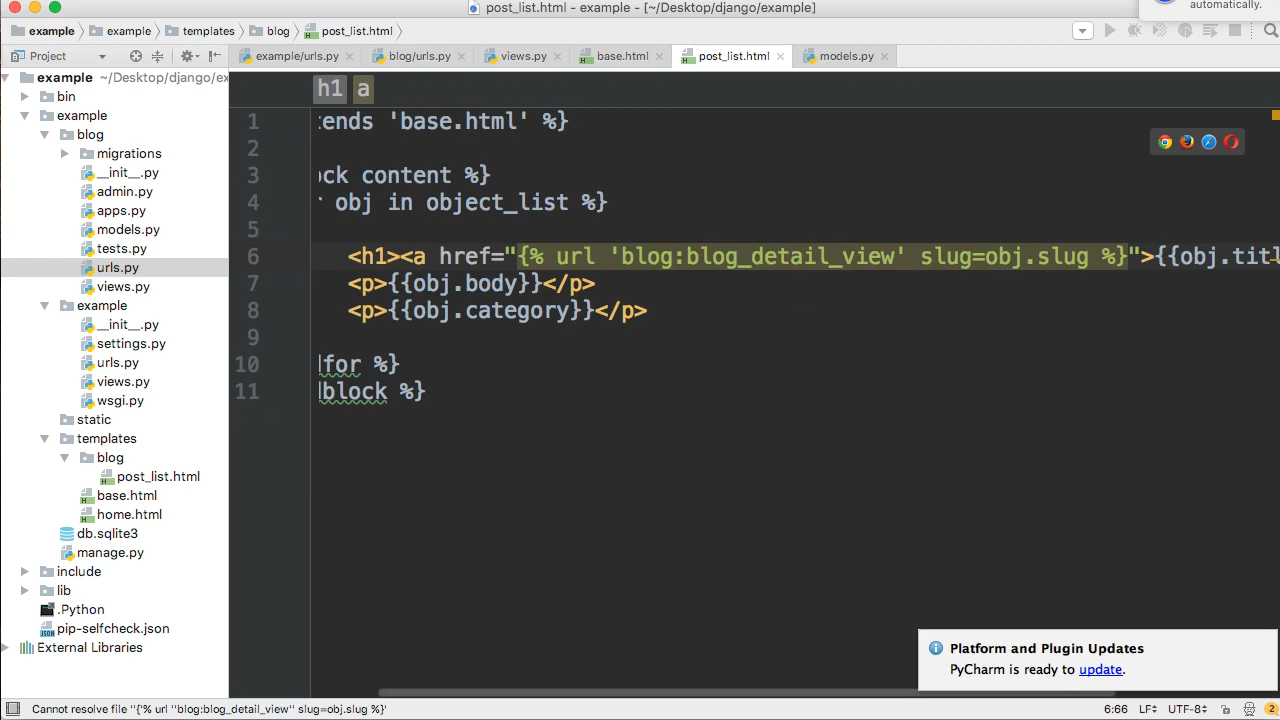 post_list.html - example - [~/Desktop/django/example]
automatically.
example example templates blog post_list.html
Project
example/urls.py blog/urls.py views.py base.html post_list.html models.py
example ~/Desktop/django/ex
bin
example
blog
migrations
__init__.py
admin.py
apps.py
models.py
tests.py
urls.py
views.py
example
__init__.py
settings.py
urls.py
views.py
wsgi.py
static
templates
blog
post_list.html
base.html
home.html
db.sqlite3
manage.py
include
lib
.Python
pip-selfcheck.json
External Libraries
h1 a
1 tends 'base.html' %}
2
3 ock content %}
4 r obj in object_list %}
5
6 <h1><a href="{% url 'blog:blog_detail_view' slug=obj.slug %}">{{obj.tit
7 <p>{{obj.body}}</p>
8 <p>{{obj.category}}</p>
9
10 dfor %}
11 dblock %}
Platform and Plugin Updates
PyCharm is ready to update.
Cannot resolve file "{'% url ''blog:blog_detail_view'' slug=obj.slug %}' 6:66 LF UTF-8 2